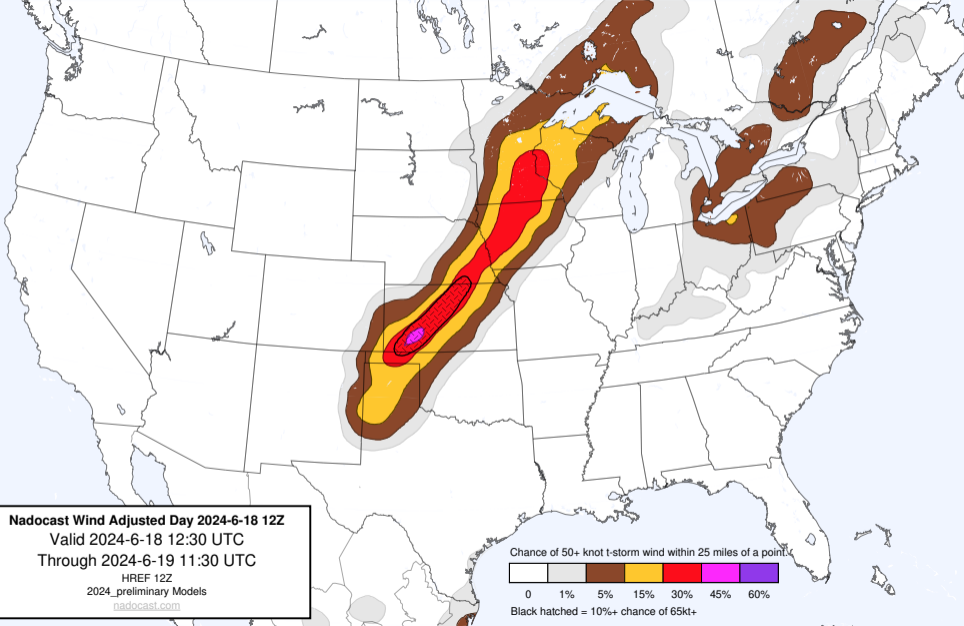 Nadocast Wind Adjusted Day 2024-6-18 12Z
Valid 2024-6-18 12:30 UTC
Through 2024-6-19 11:30 UTC
HREF 12Z
2024_preliminary Models
nadocast.com
Chance of 50+ knot t-storm wind within 25 miles of a point.
0 1% 5% 15% 30% 45% 60%
Black hatched = 10%+ chance of 65kt+